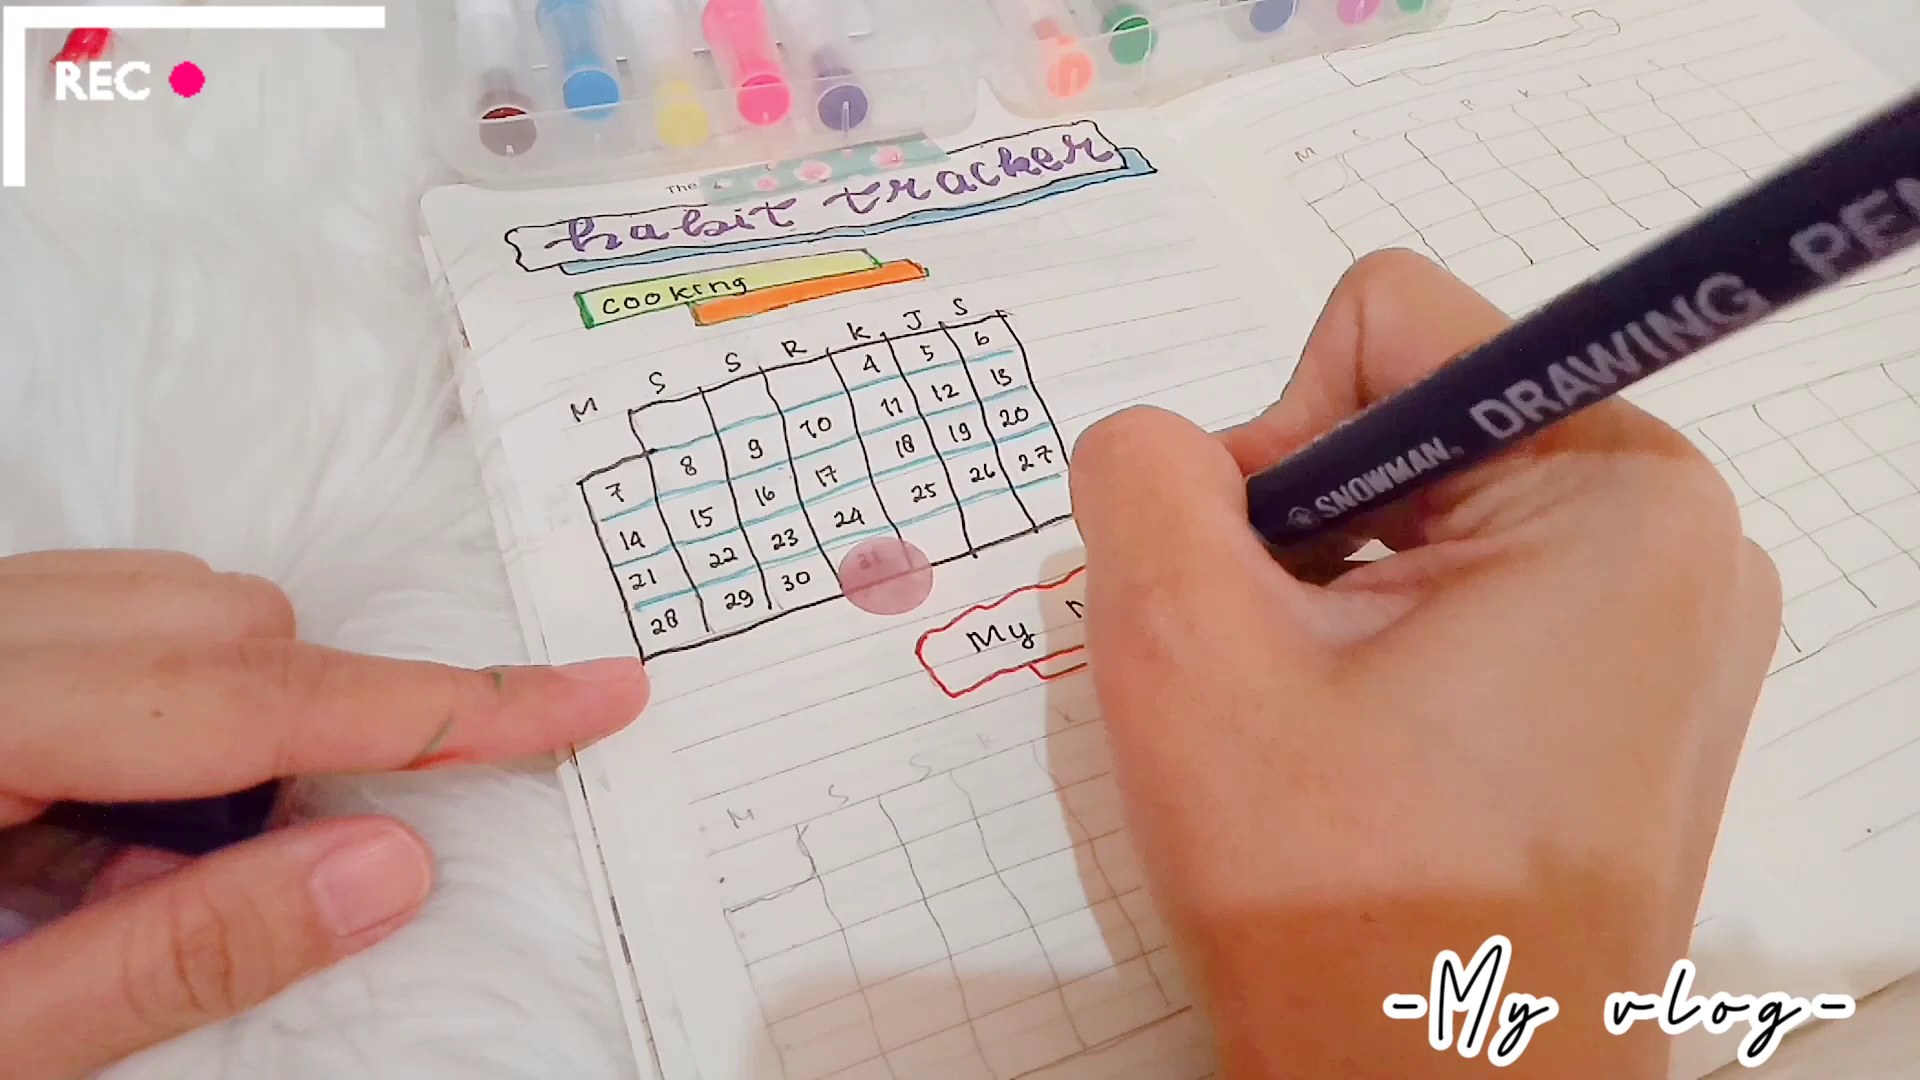 REC
The
habit tracker
cooking
M S S R K J S
4 5 6
7 8 9 10 11 12 13
14 15 16 17 18 19 20
21 22 23 24 25 26 27
28 29 30 31
My
M S S R K
M S S R K J S
SNOWMAN. DRAWING PEN
-My vlog-